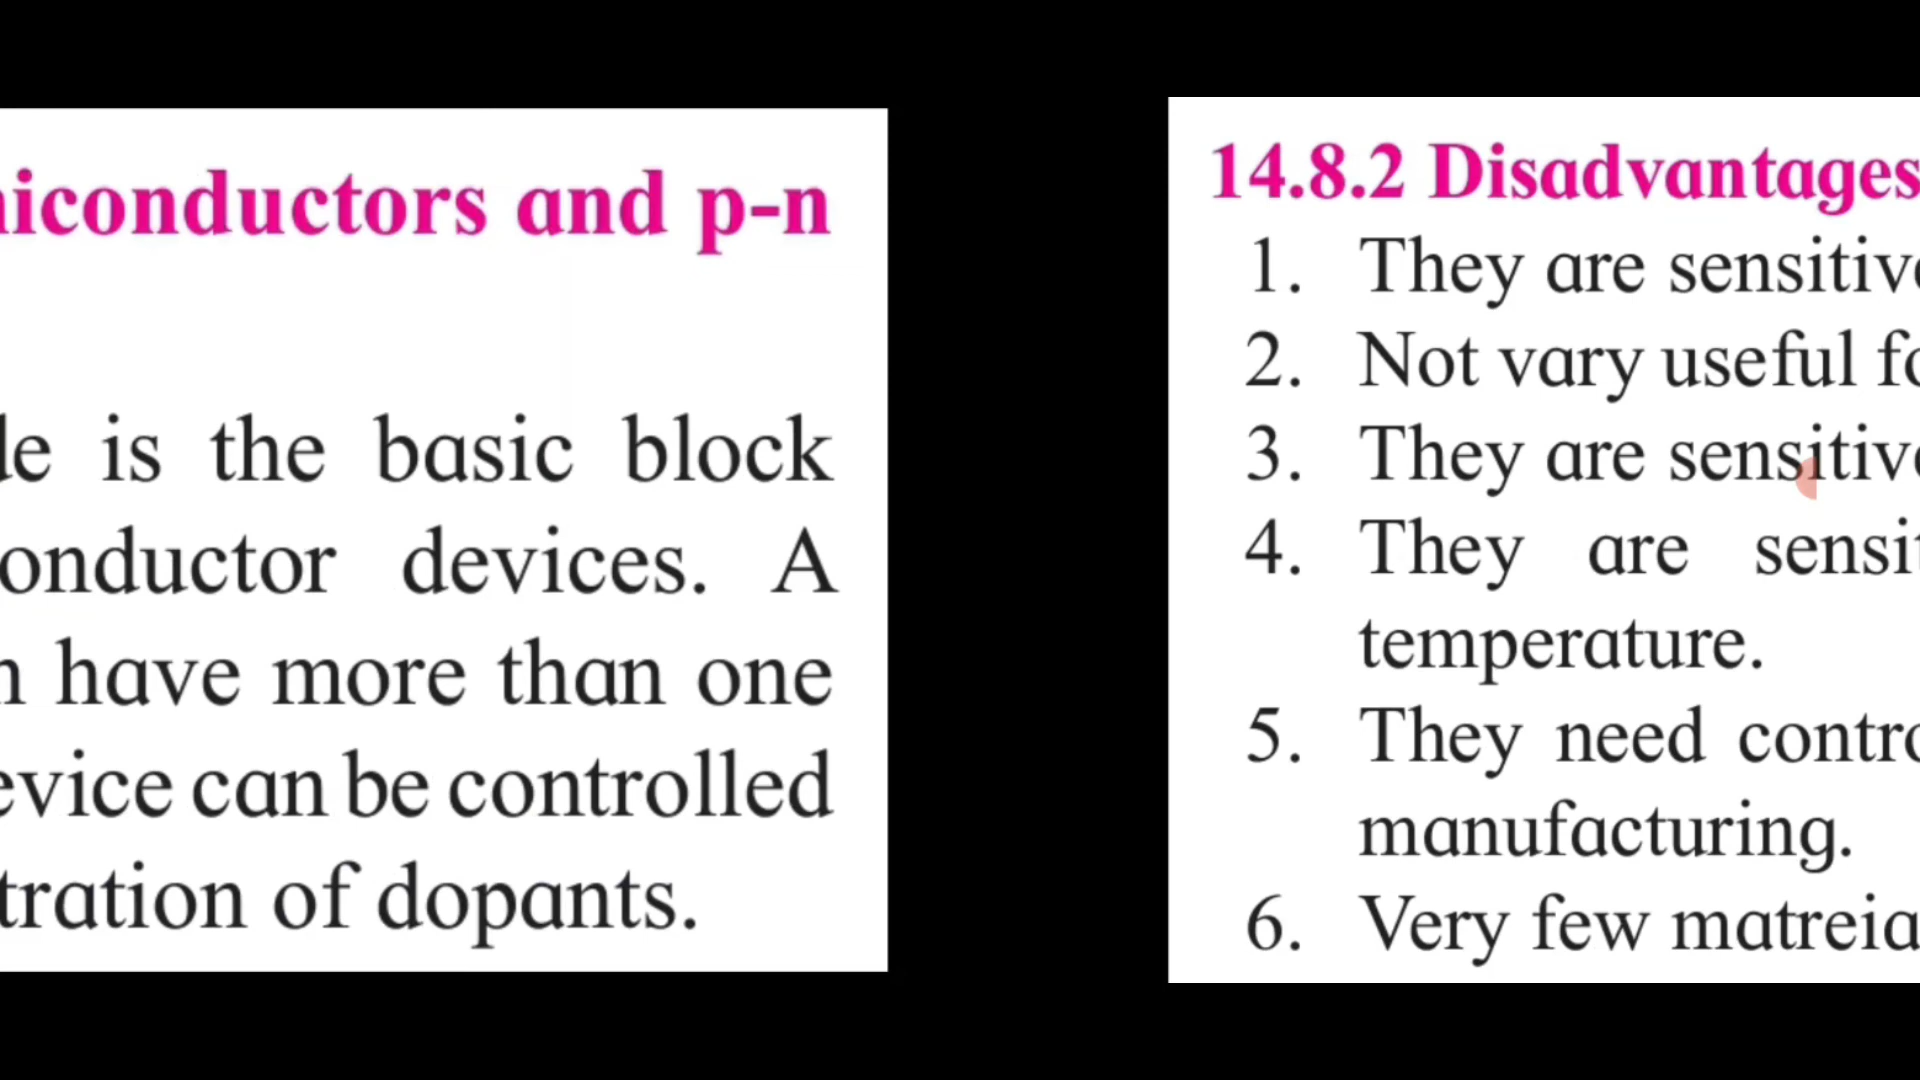 iconductors and p-n
is the basic block
onductor devices. A
have more than one
evice can be controlled
tration of dopants.
14.8.2 Disadvantages
1. They are sensitive
2. Not vary useful fo
3. They are sensitive
4. They are sensit
temperature.
5. They need contro
manufacturing.
6. Very few matreia